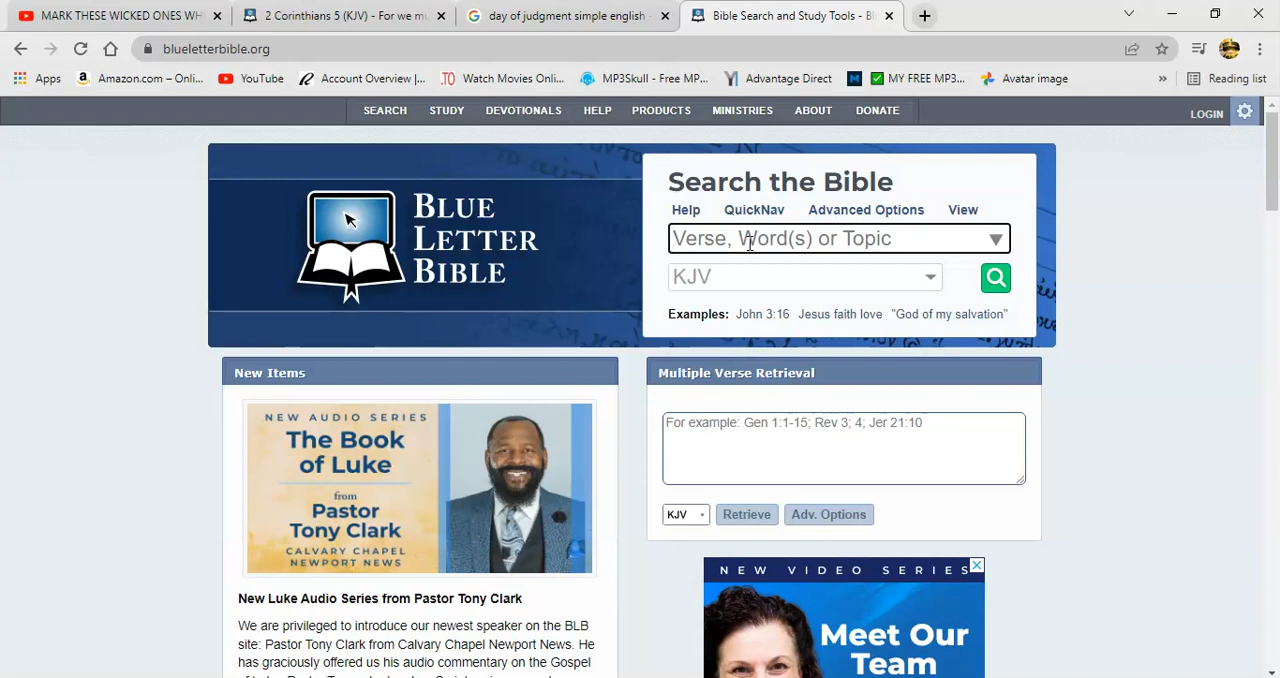 MARK THESE WICKED ONES WH
2 Corinthians 5 (KJV) - For we mu
day of judgment simple english -
Bible Search and Study Tools - Bl
blueletterbible.org
Apps
Amazon.com – Onli...
YouTube
Account Overview |...
Watch Movies Onli...
MP3Skull - Free MP...
Advantage Direct
MY FREE MP3...
Avatar image
»
Reading list
SEARCH
STUDY
DEVOTIONALS
HELP
PRODUCTS
MINISTRIES
ABOUT
DONATE
LOGIN
BLUE
LETTER
BIBLE
Search the Bible
Help QuickNav Advanced Options View
Verse, Word(s) or Topic
KJV
Examples: John 3:16 Jesus faith love "God of my salvation"
New Items
NEW AUDIO SERIES
The Book
of Luke
from
Pastor
Tony Clark
CALVARY CHAPEL
NEWPORT NEWS
New Luke Audio Series from Pastor Tony Clark
We are privileged to introduce our newest speaker on the BLB
site: Pastor Tony Clark from Calvary Chapel Newport News. He
has graciously offered us his audio commentary on the Gospel
Multiple Verse Retrieval
For example: Gen 1:1-15; Rev 3; 4; Jer 21:10
KJV
Retrieve
Adv. Options
NEW VIDEO SERIES
Meet Our
Team